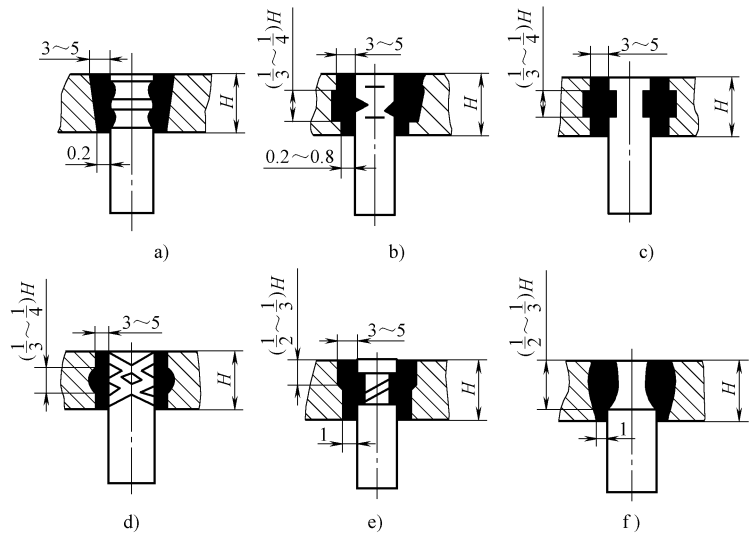 3～5
H
0.2
a)
(1/3～1/4)H
3～5
H
0.2～0.8
b)
(1/3～1/4)H
3～5
H
c)
(1/3～1/4)H
3～5
H
d)
(1/2～1/3)H
3～5
H
1
e)
(1/2～1/3)H
H
1
f)